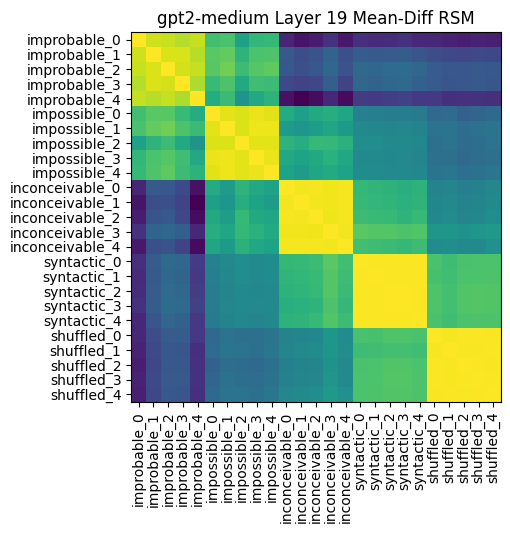 gpt2-medium Layer 19 Mean-Diff RSM
improbable_0
improbable_1
improbable_2
improbable_3
improbable_4
impossible_0
impossible_1
impossible_2
impossible_3
impossible_4
inconceivable_0
inconceivable_1
inconceivable_2
inconceivable_3
inconceivable_4
syntactic_0
syntactic_1
syntactic_2
syntactic_3
syntactic_4
shuffled_0
shuffled_1
shuffled_2
shuffled_3
shuffled_4
improbable_0
improbable_1
improbable_2
improbable_3
improbable_4
impossible_0
impossible_1
impossible_2
impossible_3
impossible_4
inconceivable_0
inconceivable_1
inconceivable_2
inconceivable_3
inconceivable_4
syntactic_0
syntactic_1
syntactic_2
syntactic_3
syntactic_4
shuffled_0
shuffled_1
shuffled_2
shuffled_3
shuffled_4